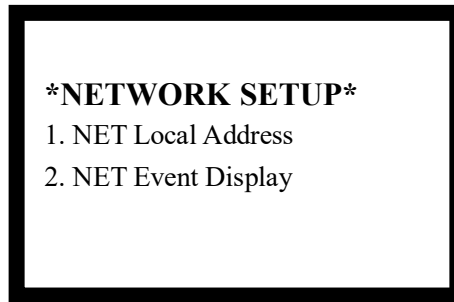 *NETWORK SETUP*
1. NET Local Address
2. NET Event Display